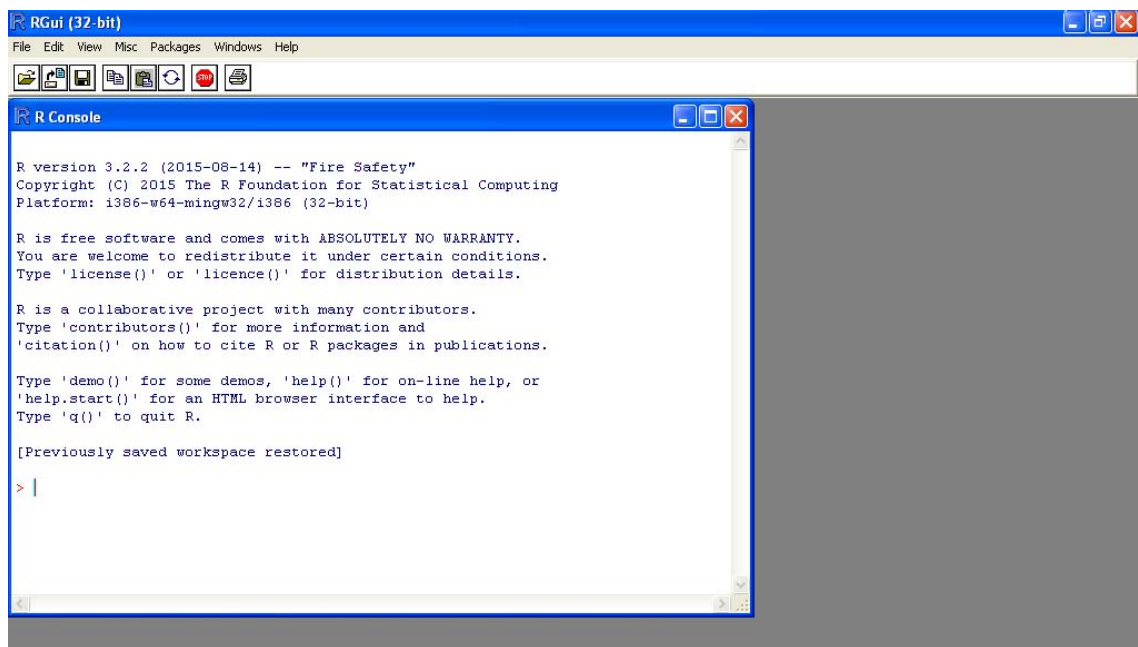 RGui (32-bit)
File Edit View Misc Packages Windows Help
STOP
R Console
R version 3.2.2 (2015-08-14) -- "Fire Safety"
Copyright (C) 2015 The R Foundation for Statistical Computing
Platform: i386-w64-mingw32/i386 (32-bit)
R is free software and comes with ABSOLUTELY NO WARRANTY.
You are welcome to redistribute it under certain conditions.
Type 'license()' or 'licence()' for distribution details.
R is a collaborative project with many contributors.
Type 'contributors()' for more information and
'citation()' on how to cite R or R packages in publications.
Type 'demo()' for some demos, 'help()' for on-line help, or
'help.start()' for an HTML browser interface to help.
Type 'q()' to quit R.
[Previously saved workspace restored]
>